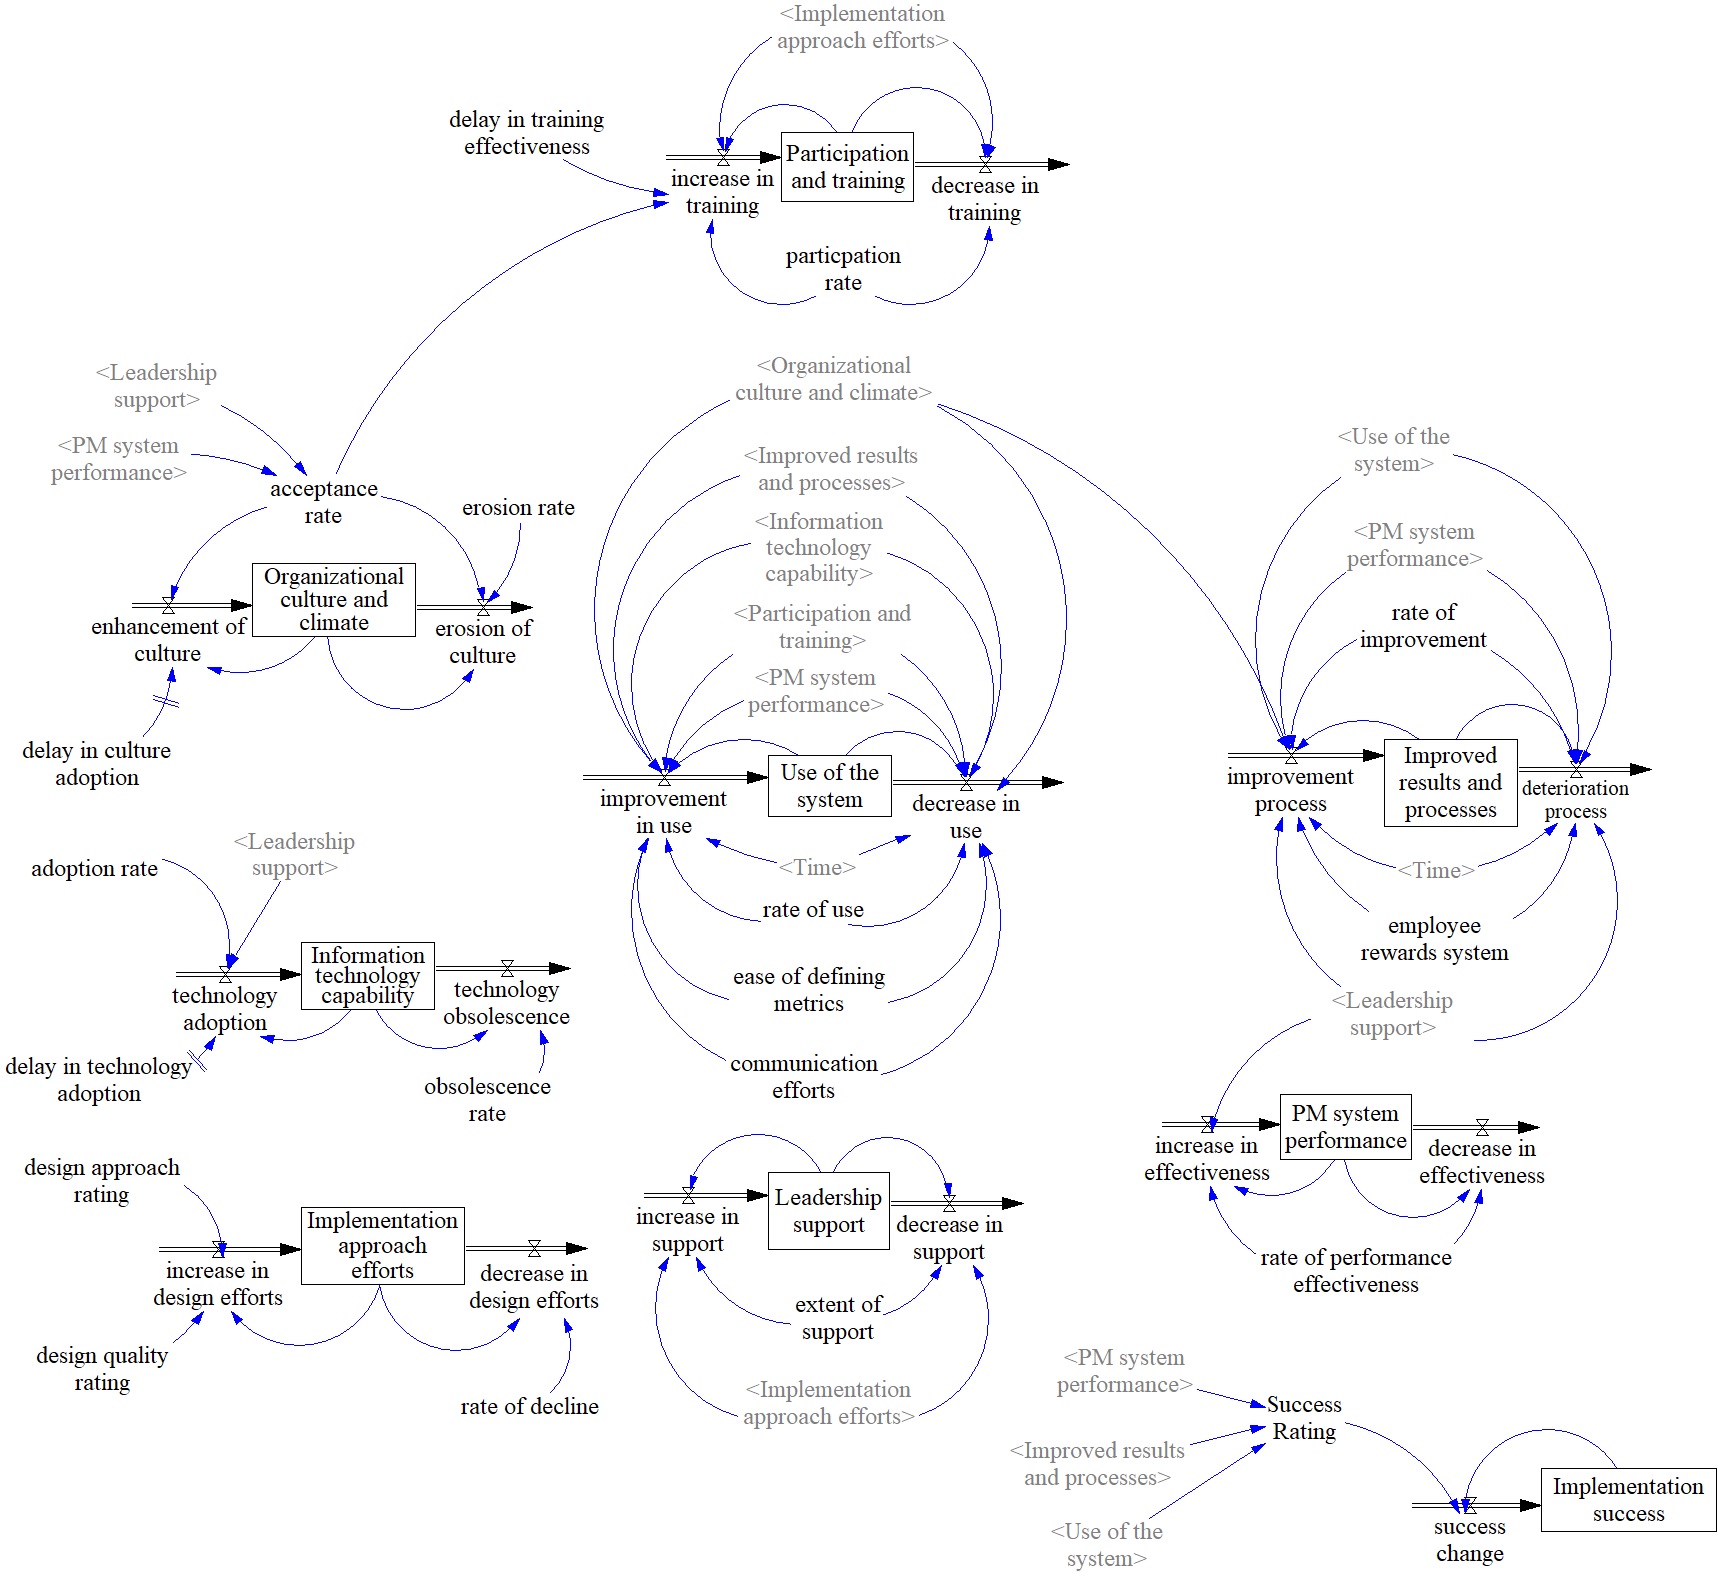 <Implementation
approach efforts>
delay in training
effectiveness
Participation
and training
increase in
training
decrease in
training
particpation
rate
<Leadership
support>
<PM system
performance>
acceptance
rate
erosion rate
Organizational
culture and
climate
enhancement of
culture
erosion of
culture
delay in culture
adoption
<Organizational
culture and climate>
<Improved results
and processes>
<Information
technology
capability>
<Participation and
training>
<PM system
performance>
Use of the
system
improvement
in use
decrease in
use
<Time>
rate of use
ease of defining
metrics
communication
efforts
<Use of the
system>
<PM system
performance>
rate of
improvement
Improved
results and
processes
improvement
process
deterioration
process
<Time>
employee
rewards system
<Leadership
support>
adoption rate
<Leadership
support>
Information
technology
capability
technology
adoption
technology
obsolescence
delay in technology
adoption
obsolescence
rate
PM system
performance
increase in
effectiveness
decrease in
effectiveness
rate of performance
effectiveness
design approach
rating
Implementation
approach
efforts
increase in
design efforts
decrease in
design efforts
design quality
rating
rate of decline
Leadership
support
increase in
support
decrease in
support
extent of
support
<Implementation
approach efforts>
<PM system
performance>
Success
Rating
<Improved results
and processes>
<Use of the
system>
Implementation
success
success
change